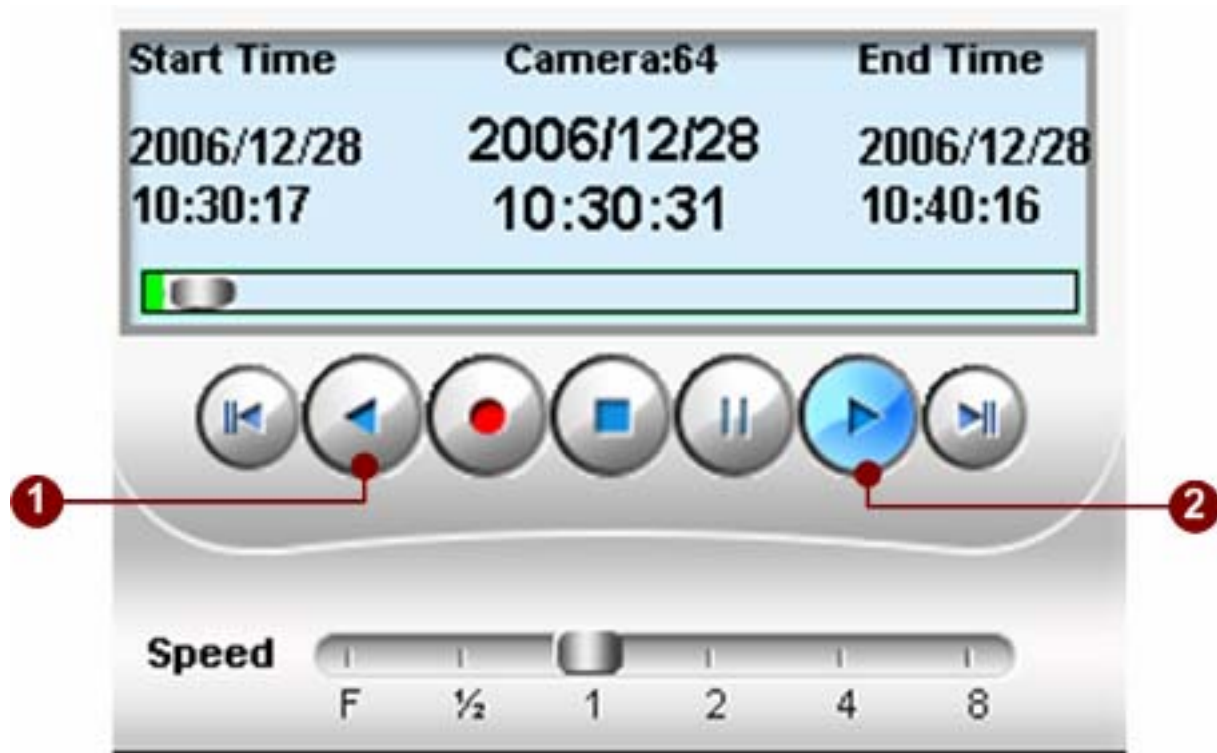 Start Time Camera:64 End Time
2006/12/28 2006/12/28 2006/12/28
10:30:17 10:30:31 10:40:16
1 2
Speed
F ½ 1 2 4 8